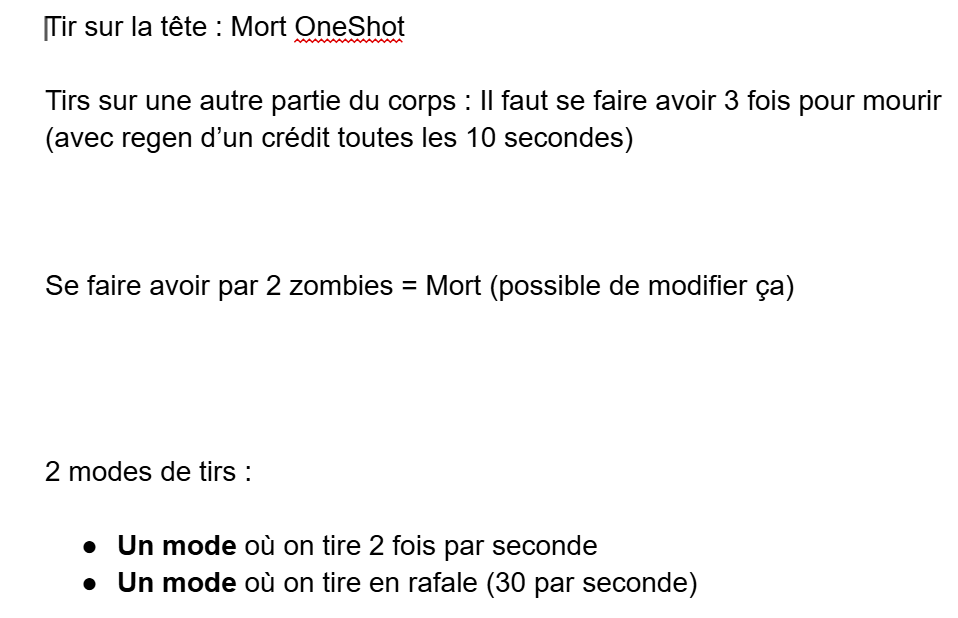 Tir sur la tête : Mort OneShot
Tirs sur une autre partie du corps : Il faut se faire avoir 3 fois pour mourir
(avec regen d’un crédit toutes les 10 secondes)
Se faire avoir par 2 zombies = Mort (possible de modifier ça)
2 modes de tirs :
● Un mode où on tire 2 fois par seconde
● Un mode où on tire en rafale (30 par seconde)